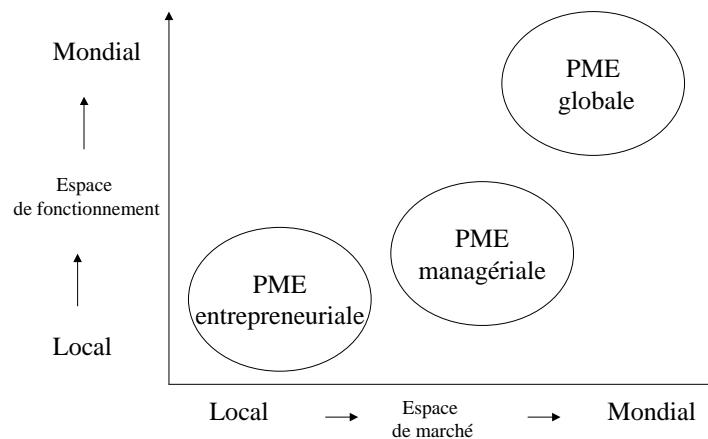 Mondial
PME
globale
Espace
de fonctionnement
PME
managériale
PME
entrepreneuriale
Local
Local
Espace
de marché
Mondial